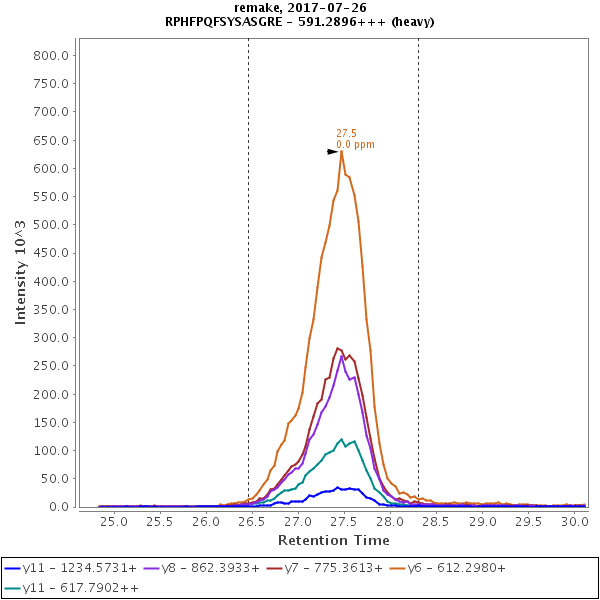 remake, 2017-07-26
RPHFPQFSYSASGRE - 591.2896+++ (heavy)
800.0
750.0
700.0
650.0
600.0
550.0
500.0
450.0
400.0
350.0
300.0
250.0
200.0
150.0
100.0
50.0
0.0
Intensity 10^3
27.5
0.0 ppm
25.0 25.5 26.0 26.5 27.0 27.5 28.0 28.5 29.0 29.5 30.0
Retention Time
y11 - 1234.5731+ y8 - 862.3933+ y7 - 775.3613+ y6 - 612.2980+
y11 - 617.7902++